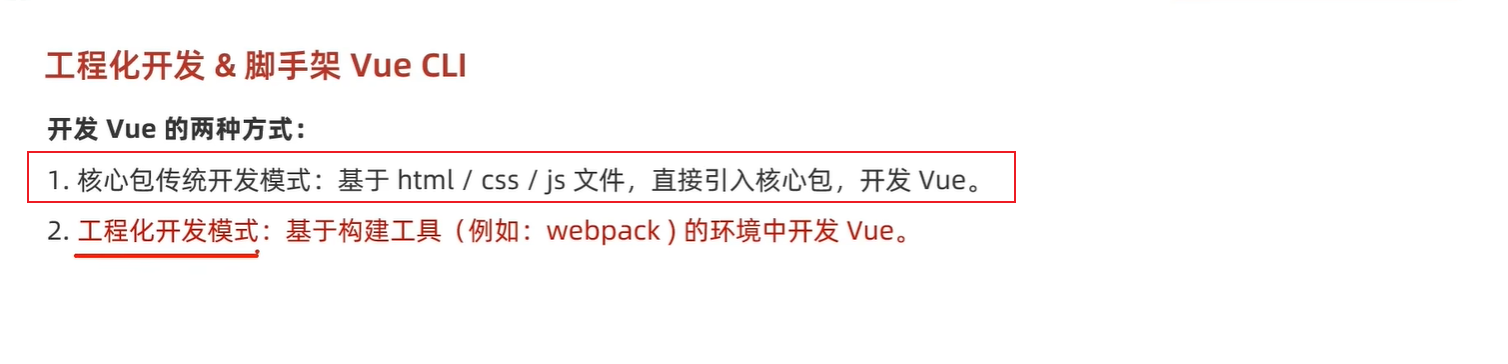 工程化开发 & 脚手架 Vue CLI
开发 Vue 的两种方式：
1. 核心包传统开发模式：基于 html / css / js 文件，直接引入核心包，开发 Vue。
2. 工程化开发模式：基于构建工具（例如：webpack ) 的环境中开发 Vue。